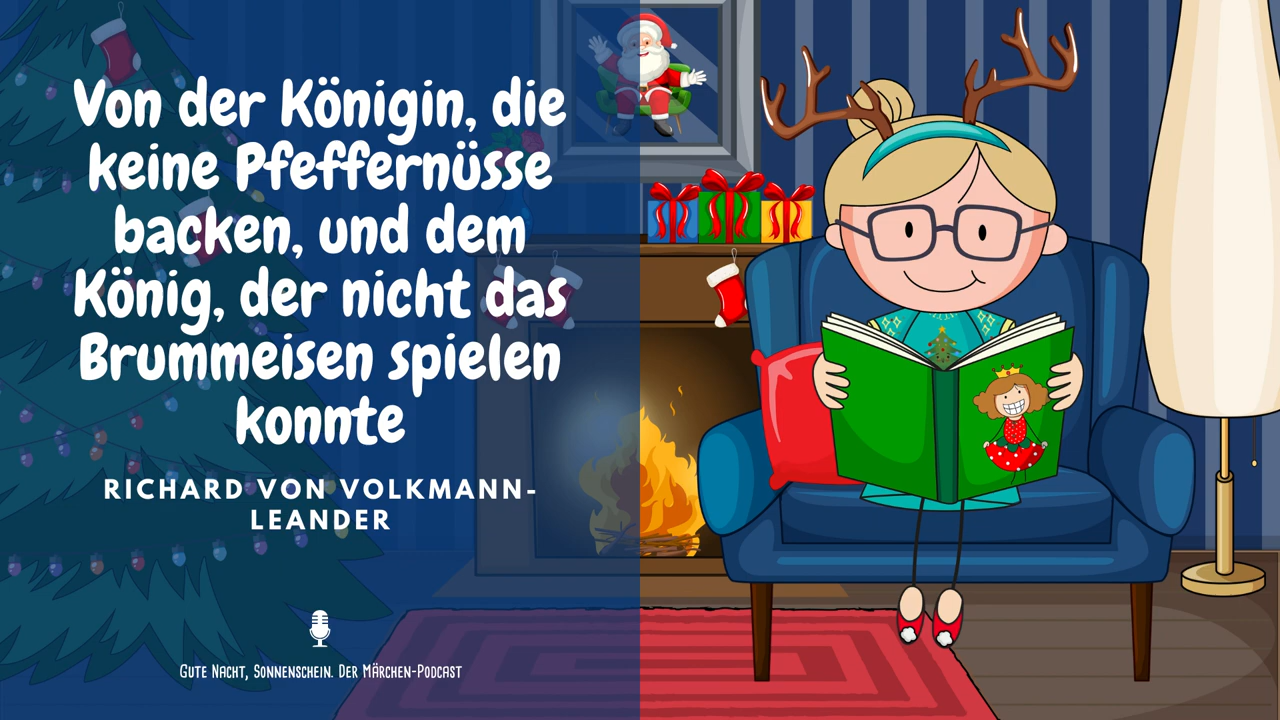 Von der Königin, die
keine Pfeffernüsse
backen, und dem
König, der nicht das
Brummeisen spielen
konnte
RICHARD VON VOLKMANN-
LEANDER
Gute Nacht, Sonnenschein. Der Märchen-Podcast